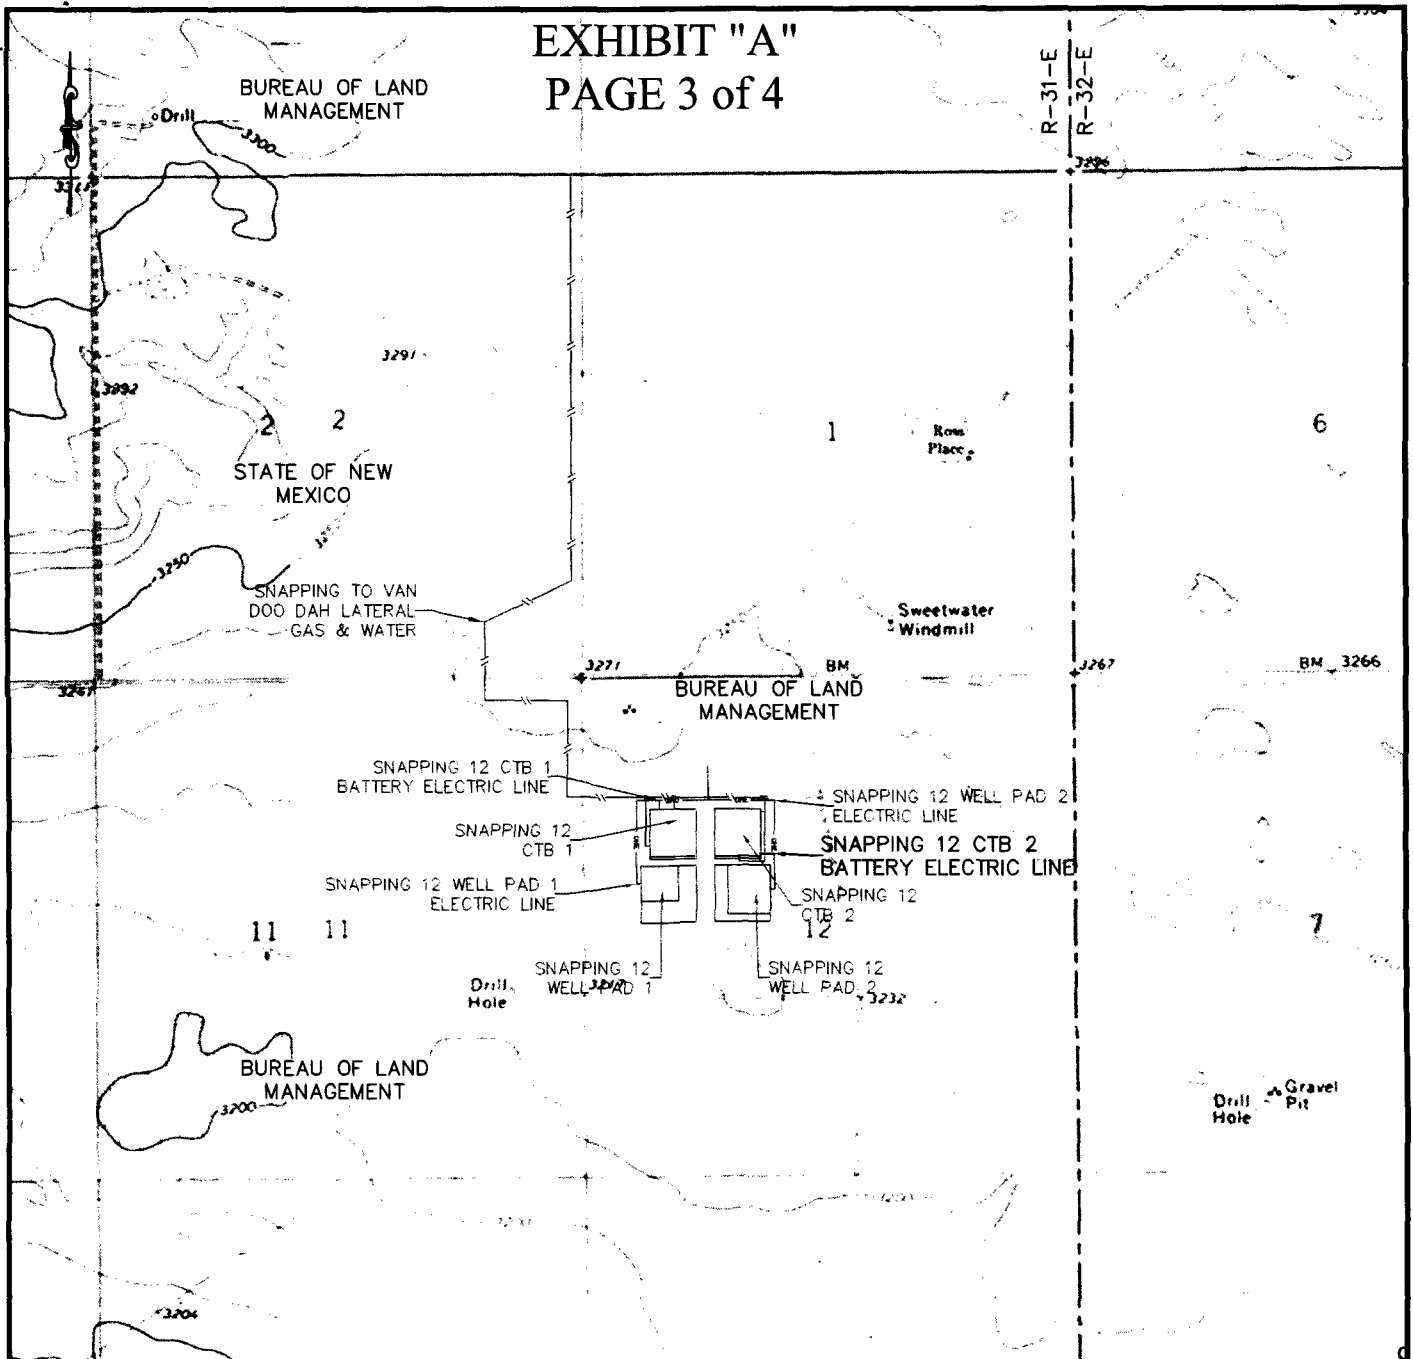 EXHIBIT "A"
PAGE 3 of 4
R-31-E
R-32-E
BUREAU OF LAND
MANAGEMENT
Drill
3300
3296
3291
3292
2
2
1
6
Ross
Place
STATE OF NEW
MEXICO
3250
SNAPPING TO VAN
DOO DAH LATERAL
GAS & WATER
Sweetwater
Windmill
3271
BM
3267
BM 3266
BUREAU OF LAND
MANAGEMENT
SNAPPING 12 CTB 1
BATTERY ELECTRIC LINE
SNAPPING 12 WELL PAD 2
ELECTRIC LINE
SNAPPING 12
CTB 1
SNAPPING 12 CTB 2
BATTERY ELECTRIC LINE
SNAPPING 12 WELL PAD 1
ELECTRIC LINE
SNAPPING 12
CTB 2
11
11
12
7
SNAPPING 12
WELL PAD 1
SNAPPING 12
WELL PAD 2
3232
Drill
Hole
BUREAU OF LAND
MANAGEMENT
3200
Drill
Hole
Gravel
Pit
3204